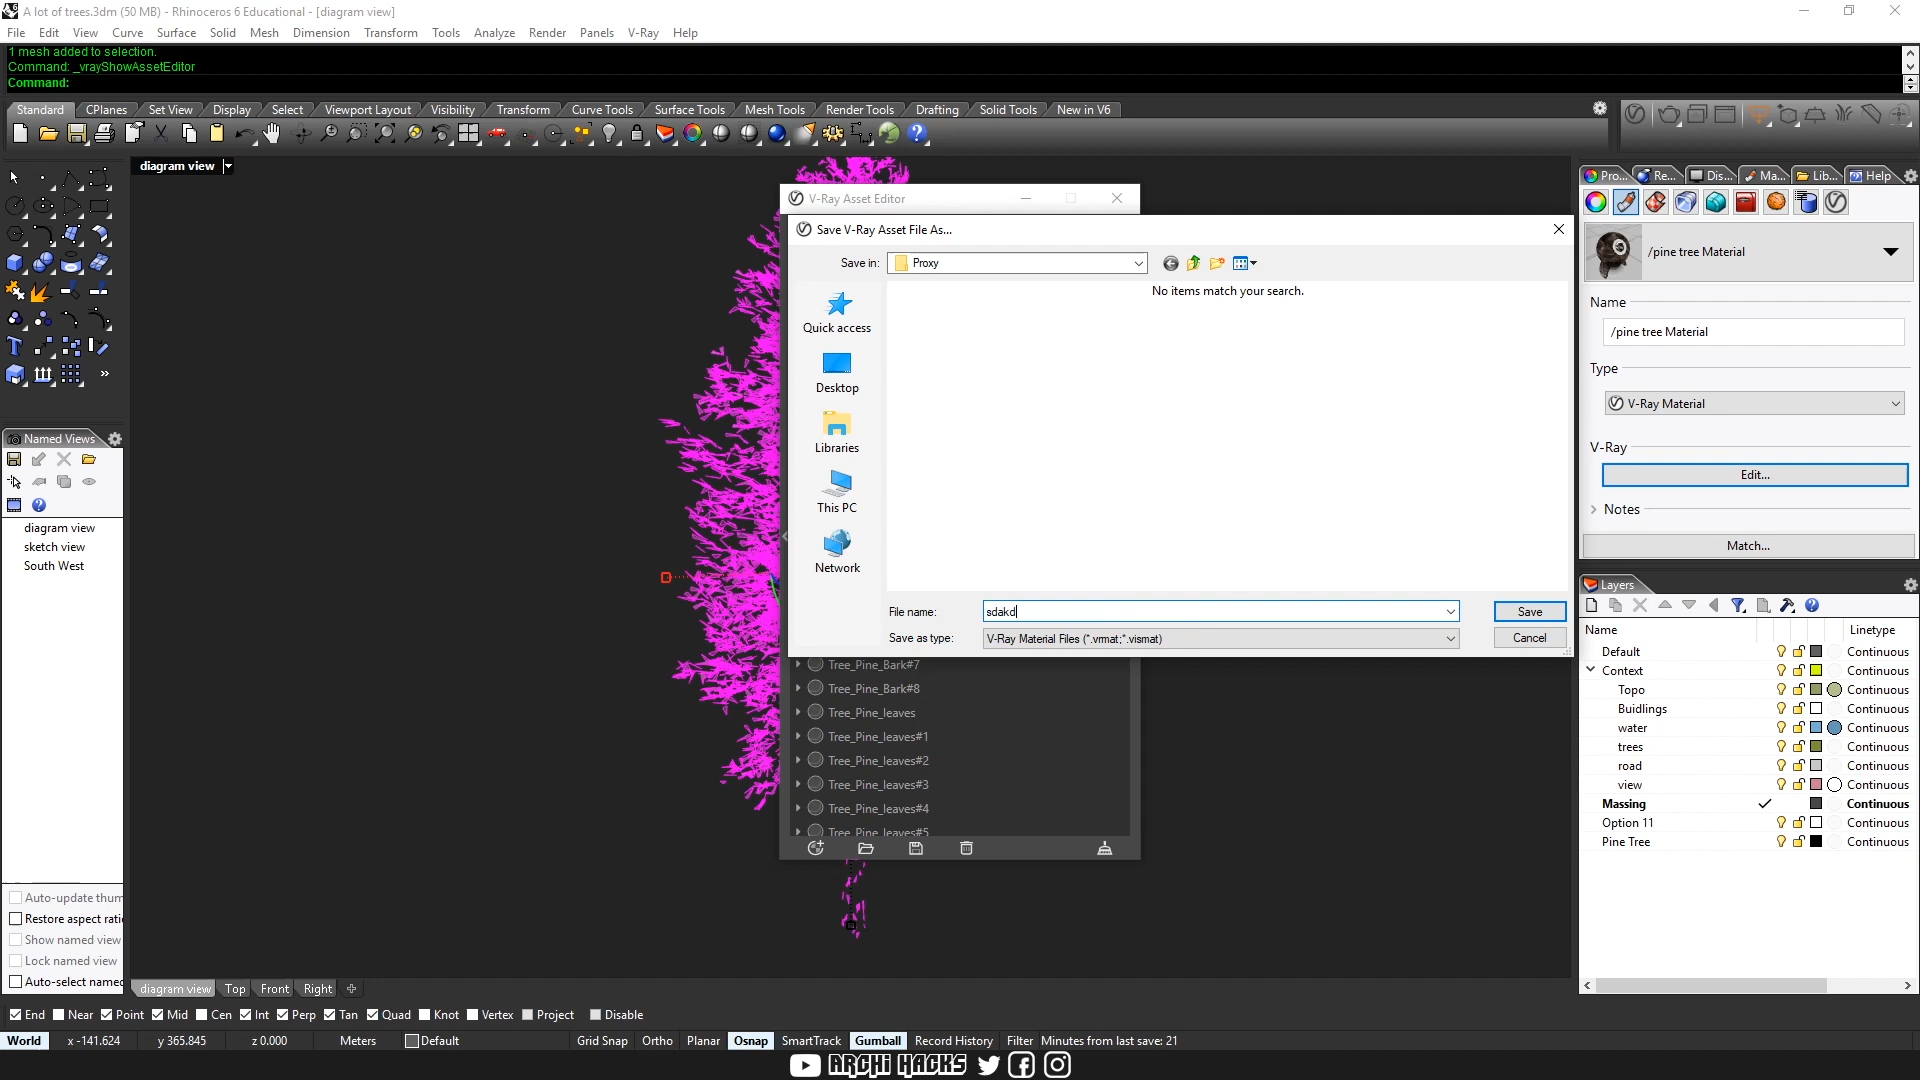 A lot of trees.3dm (50 MB) - Rhinoceros 6 Educational - [diagram view]
File Edit View Curve Surface Solid Mesh Dimension Transform Tools Analyze Render Panels V-Ray Help
1 mesh added to selection.
Command: _vrayShowAssetEditor
Command:
Standard CPlanes Set View Display Select Viewport Layout Visibility Transform Curve Tools Surface Tools Mesh Tools Render Tools Drafting Solid Tools New in V6
diagram view
V-Ray Asset Editor
Save V-Ray Asset File As...
Save in: Proxy
No items match your search.
Quick access
Desktop
Libraries
This PC
Network
File name: sdakd Save
Save as type: V-Ray Material Files (*.vrmat;*.vismat) Cancel
Tree_Pine_Bark#7
Tree_Pine_Bark#8
Tree_Pine_leaves
Tree_Pine_leaves#1
Tree_Pine_leaves#2
Tree_Pine_leaves#3
Tree_Pine_leaves#4
Tree_Pine_leaves#5
Pro... Re... Dis... Ma... Lib... Help
/pine tree Material
Name
/pine tree Material
Type
V-Ray Material
V-Ray
Edit...
Notes
Match...
Layers
Name Linetype
Default Continuous
Context Continuous
Topo Continuous
Buidlings Continuous
water Continuous
trees Continuous
road Continuous
view Continuous
Massing Continuous
Option 11 Continuous
Pine Tree Continuous
Named Views
diagram view
sketch view
South West
Auto-update thum
Restore aspect rati
Show named view
Lock named view
Auto-select named
diagram view Top Front Right
End Near Point Mid Cen Int Perp Tan Quad Knot Vertex Project Disable
World x -141.624 y 365.845 z 0.000 Meters Default Grid Snap Ortho Planar Osnap SmartTrack Gumball Record History Filter Minutes from last save: 21
ARCHI HACKS